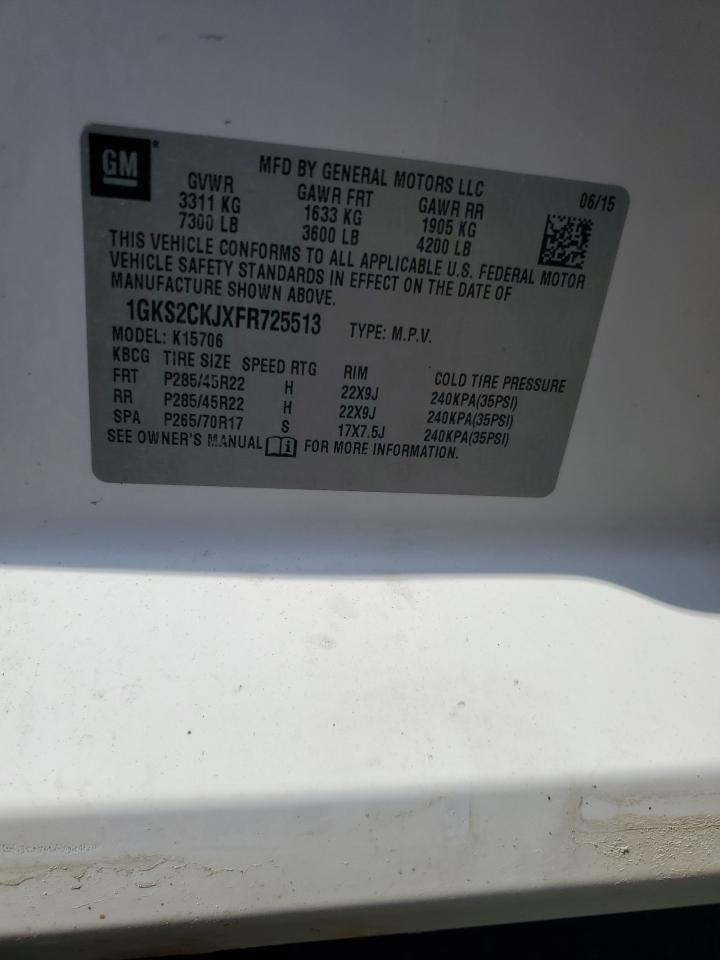 GM
MFD BY GENERAL MOTORS LLC 06/15
GVWR GAWR FRT GAWR RR
3311 KG 1633 KG 1905 KG
7300 LB 3600 LB 4200 LB
THIS VEHICLE CONFORMS TO ALL APPLICABLE U.S. FEDERAL MOTOR
VEHICLE SAFETY STANDARDS IN EFFECT ON THE DATE OF
MANUFACTURE SHOWN ABOVE.
1GKS2CKJXFR725513 TYPE: M.P.V.
MODEL: K15706
KBCG TIRE SIZE SPEED RTG RIM COLD TIRE PRESSURE
FRT P285/45R22 H 22X9J 240KPA(35PSI)
RR P285/45R22 H 22X9J 240KPA(35PSI)
SPA P265/70R17 S 17X7.5J 240KPA(35PSI)
SEE OWNER'S MANUAL FOR MORE INFORMATION.